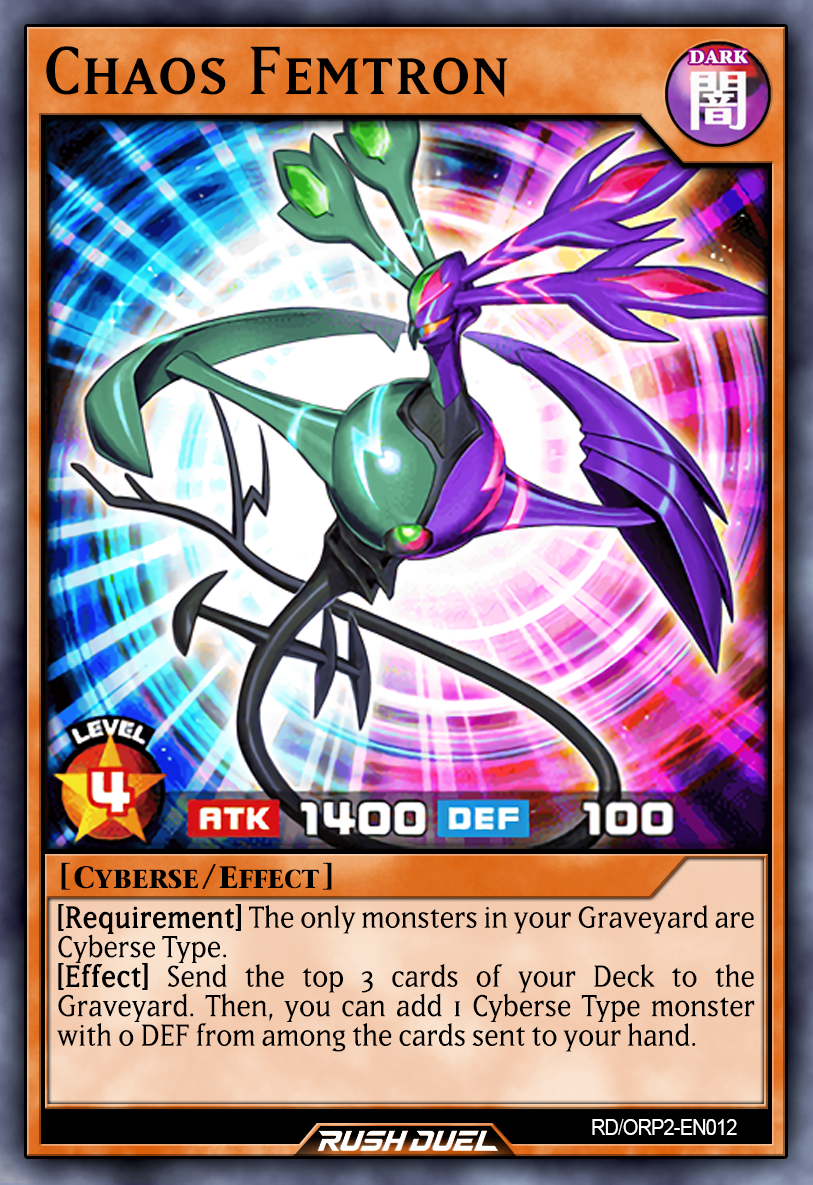 Chaos Femtron
DARK
闇
LEVEL
4
ATK 1400 DEF 100
[Cyberse/Effect]
[Requirement] The only monsters in your Graveyard are
Cyberse Type.
[Effect] Send the top 3 cards of your Deck to the
Graveyard. Then, you can add 1 Cyberse Type monster
with 0 DEF from among the cards sent to your hand.
RD/ORP2-EN012
RUSH DUEL